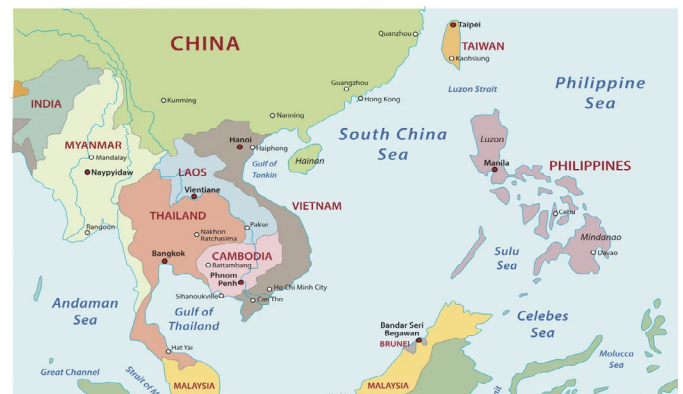 Taipei
Quanzhou
CHINA
TAIWAN
Kaohsiung
Guangzhou
Philippine
Sea
Luzon Strait
INDIA
Kunming
Hong Kong
Nanning
South China
Sea
Hanoi
Haiphong
Luzon
MYANMAR
Mandalay
Gulf of
Tonkin
Hainan
Manila
PHILIPPINES
LAOS
Naypyidaw
Vientiane
VIETNAM
THAILAND
Cebu
Rangoon
Nakhon
Ratchasima
Pakse
Mindanao
Sulu
Sea
Davao
Bangkok
CAMBODIA
Battambang
Phnom
Penh
Ho Chi Minh City
Sihanoukville
Can Tho
Andaman
Sea
Gulf of
Thailand
Celebes
Sea
Bandar Seri
Begawan
BRUNEI
Hat Yai
Molucca
Sea
Great Channel
Strait of M
MALAYSIA
MALAYSIA